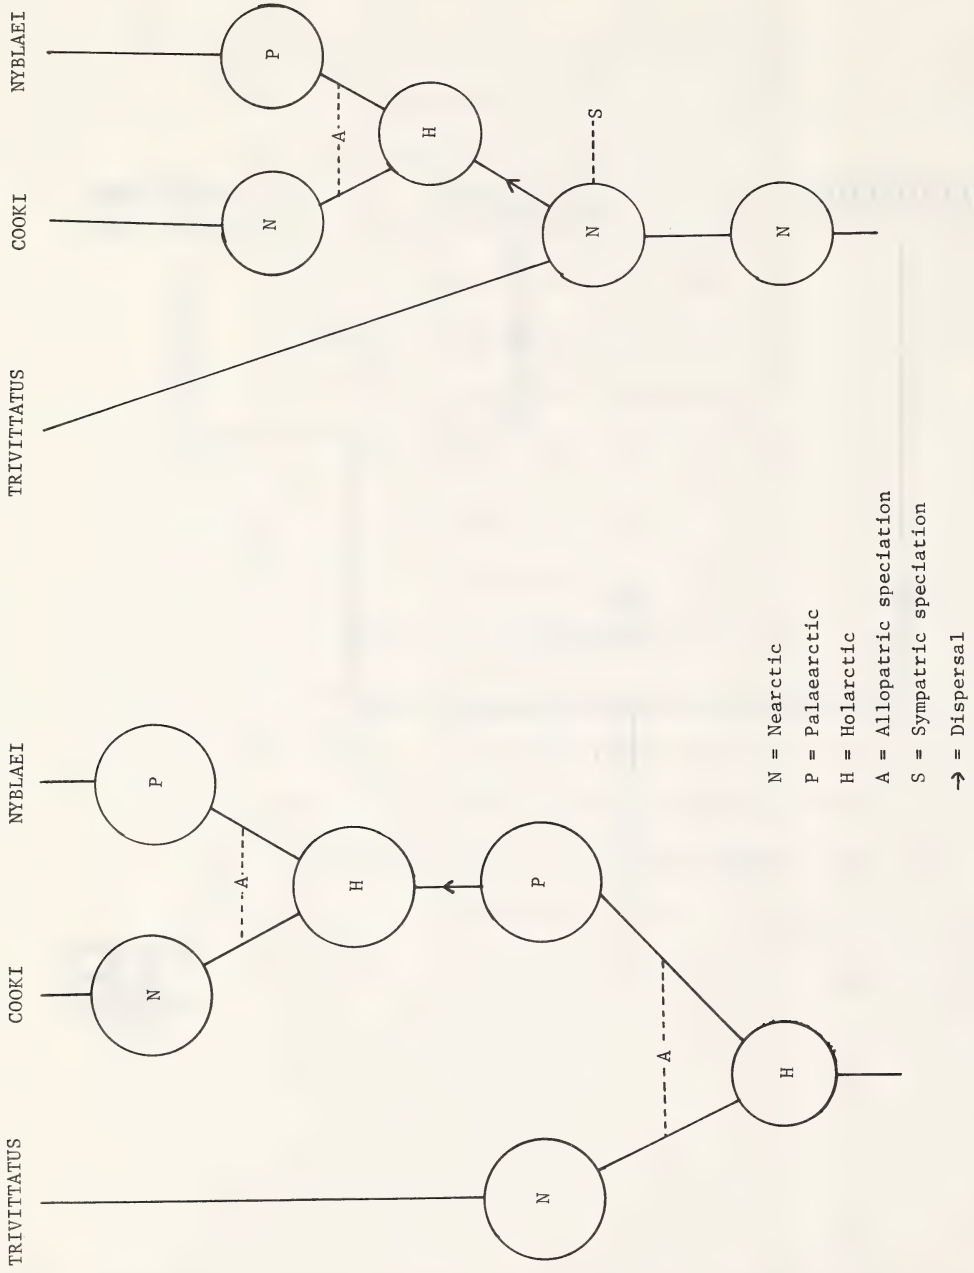 NYBLAEI
COOKI
TRIVITTATUS
P
N
A
H
N
S
N
NYBLAEI
COOKI
TRIVITTATUS
P
N
A
H
P
N
A
H
N = Nearctic
P = Palaearctic
H = Holarctic
A = Allopatric speciation
S = Sympatric speciation
→ = Dispersal